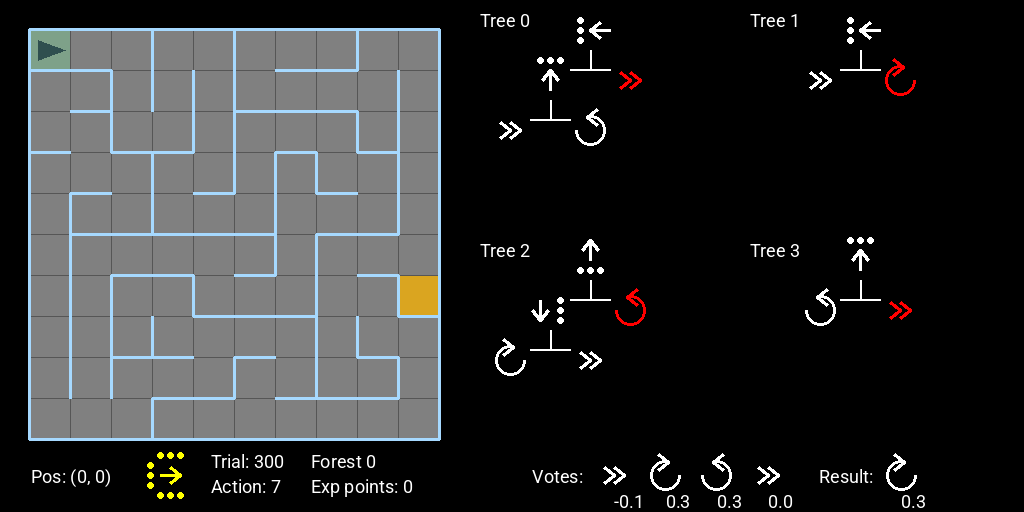 Tree 0
Tree 1
Tree 2
Tree 3
Pos: (0, 0)
Trial: 300
Forest 0
Action: 7
Exp points: 0
Votes:
-0.1
0.3
0.3
0.0
Result:
0.3